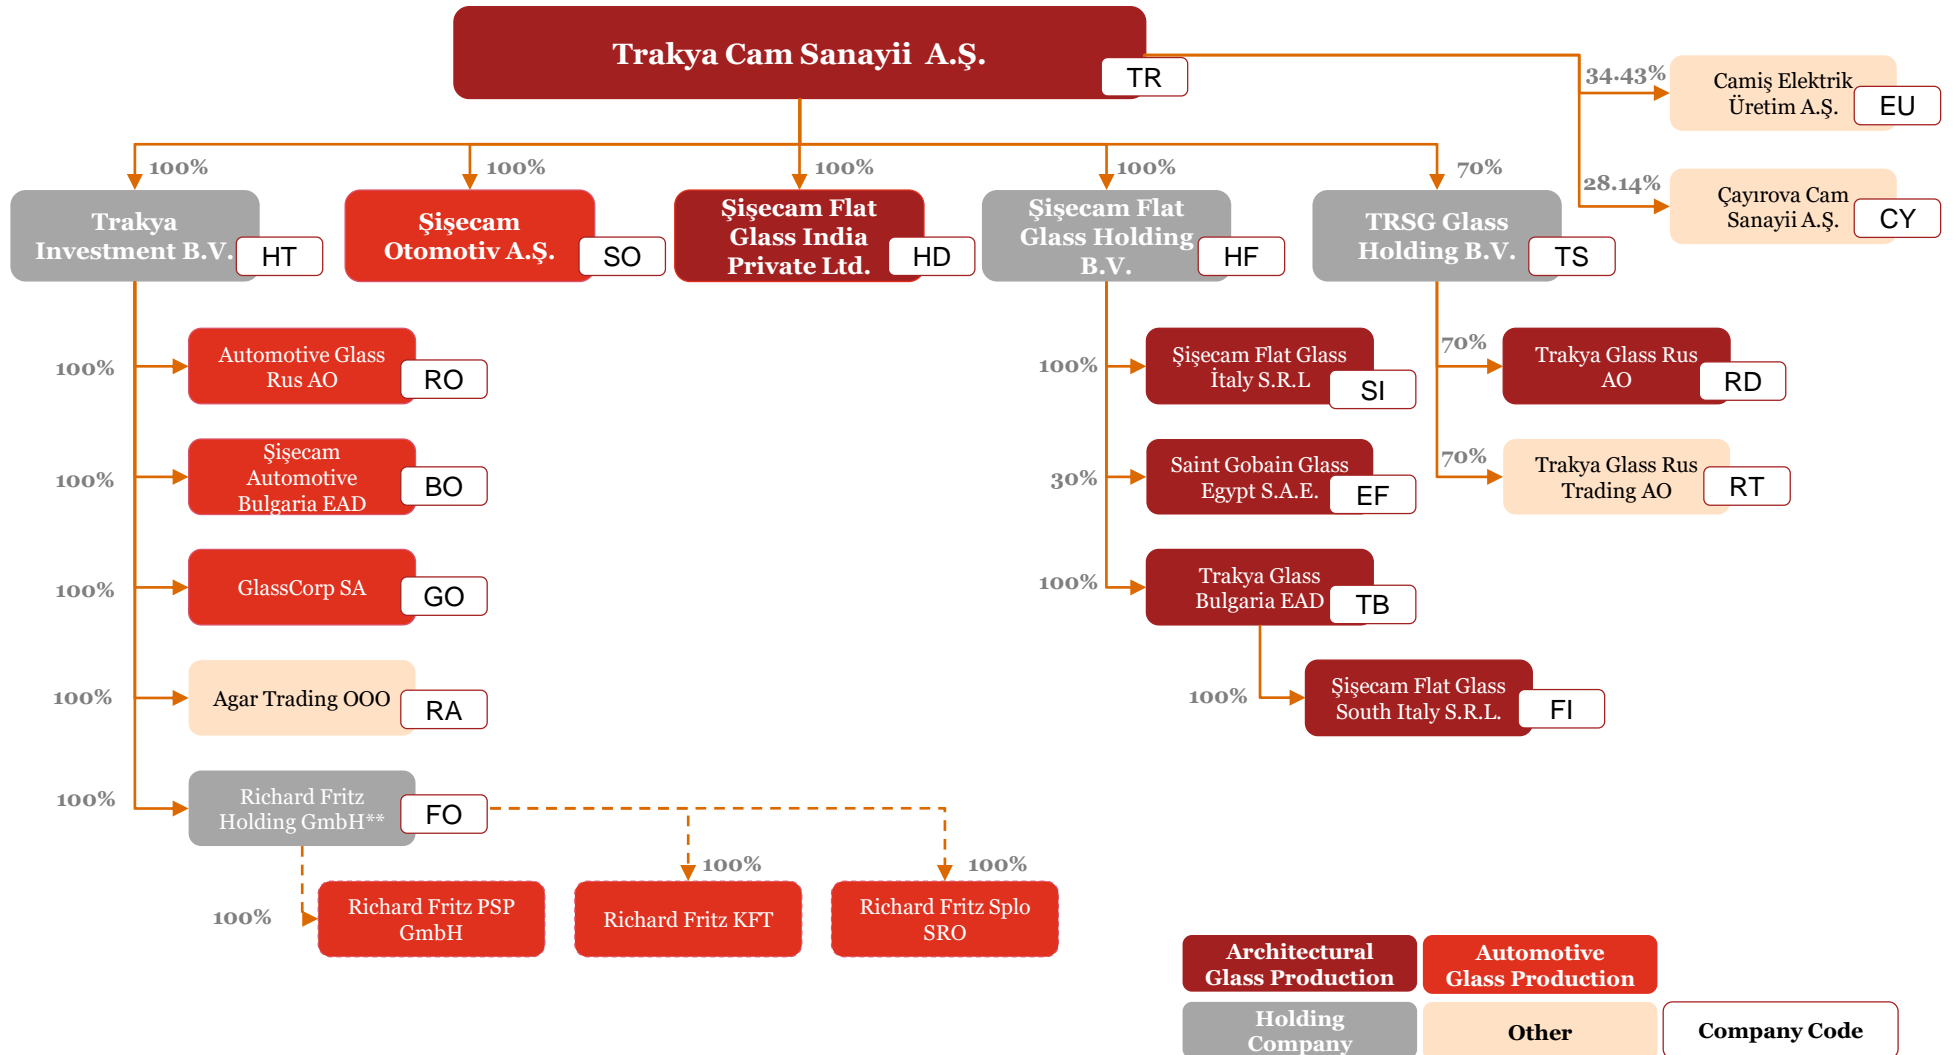 Trakya Cam Sanayii A.Ş.
TR
34.43%
Camiş Elektrik
Üretim A.Ş.
EU
28.14%
Çayırova Cam
Sanayii A.Ş.
CY
100%
100%
100%
100%
70%
Trakya
Investment B.V.
HT
Şişecam
Otomotiv A.Ş.
SO
Şişecam Flat
Glass India
Private Ltd.
HD
Şişecam Flat
Glass Holding
B.V.
HF
TRSG Glass
Holding B.V.
TS
100%
Automotive Glass
Rus AO
RO
100%
Şişecam Flat Glass
İtaly S.R.L
SI
70%
Trakya Glass Rus
AO
RD
100%
Şişecam
Automotive
Bulgaria EAD
BO
30%
Saint Gobain Glass
Egypt S.A.E.
EF
70%
Trakya Glass Rus
Trading AO
RT
100%
GlassCorp SA
GO
100%
Trakya Glass
Bulgaria EAD
TB
100%
Agar Trading OOO
RA
100%
Şişecam Flat Glass
South Italy S.R.L.
FI
100%
Richard Fritz
Holding GmbH**
FO
100%
100%
100%
Richard Fritz PSP
GmbH
Richard Fritz KFT
Richard Fritz Splo
SRO
Architectural
Glass Production
Automotive
Glass Production
Holding
Company
Other
Company Code